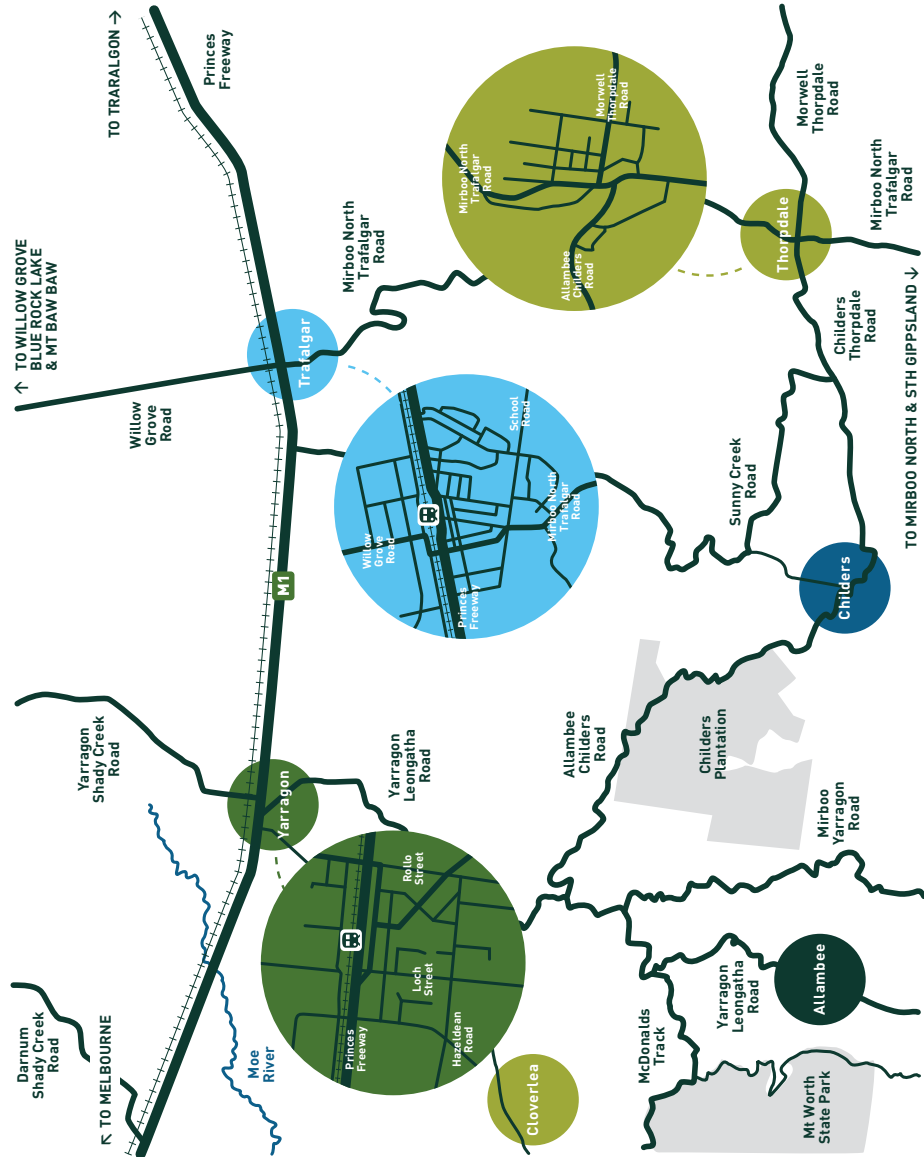 ↖ TO MELBOURNE
Darnum
Shady Creek
Road
Moe
River
Yarragon
Shady Creek
Road
Yarragon
M1
Willow
Grove
Road
↑ TO WILLOW GROVE
BLUE ROCK LAKE
& MT BAW BAW
Trafalgar
TO TRARALGON →
Princes
Freeway
Princes
Freeway
Loch
Street
Rollo
Street
Hazeldean
Road
Yarragon
Leongatha
Road
Willow
Grove
Road
Princes
Freeway
School
Road
Mirboo North
Trafalgar
Road
Mirboo North
Trafalgar
Road
Mirboo North
Trafalgar
Road
Allambee
Childers
Road
Morwell
Thorpdale
Road
Cloverlea
Allambee
Childers
Road
McDonalds
Track
Yarragon
Leongatha
Road
Childers
Plantation
Sunny Creek
Road
Thorpdale
Morwell
Thorpdale
Road
Mt Worth
State Park
Allambee
Mirboo
Yarragon
Road
Childers
Childers
Thorpdale
Road
Mirboo North
Trafalgar
Road
TO MIRBOO NORTH & STH GIPPSLAND ↓